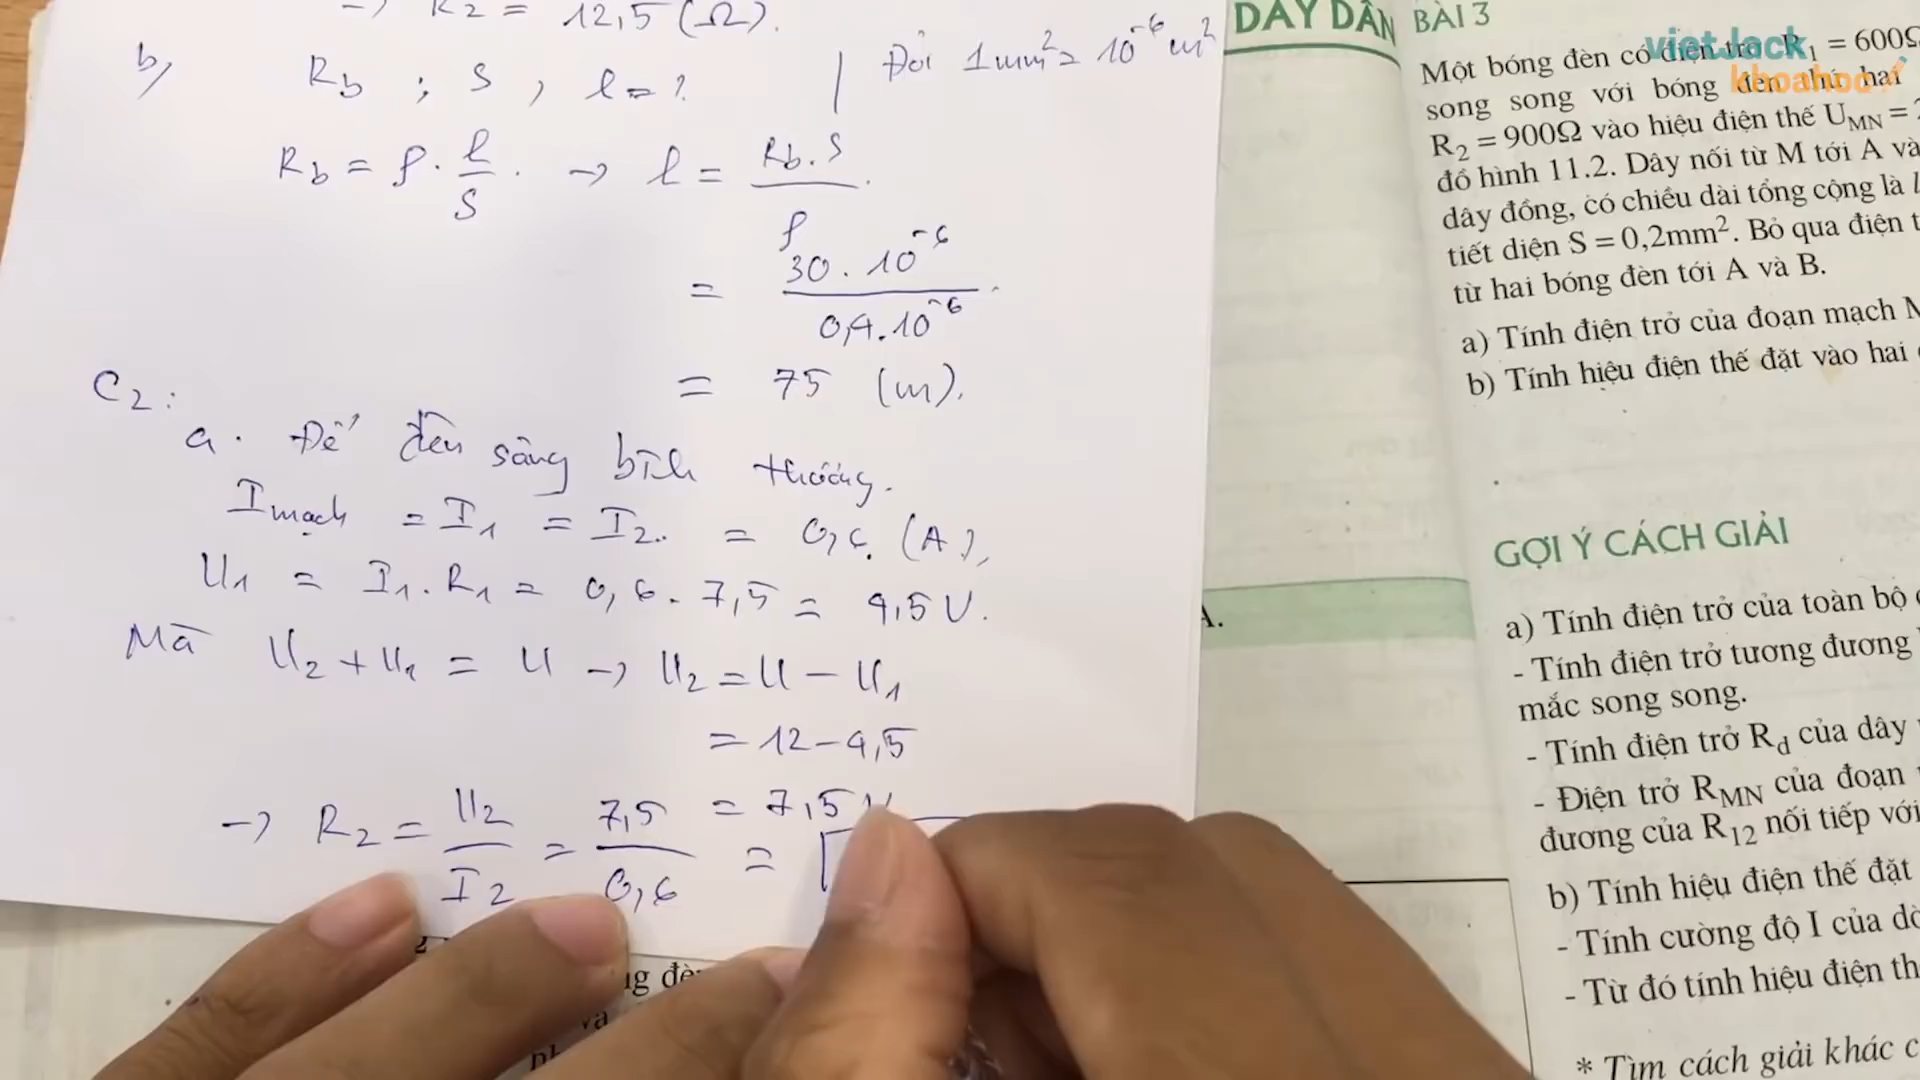 → R2 = 12,5 (Ω).
b, Rb ; S , l = ? | Đổi 1mm² = 10⁻⁶ m²
Rb = ρ . l/S . → l = Rb.S/ρ .
= 30 . 10⁻⁶ / 0,4.10⁻⁶ .
= 75 (m).
C2:
a. Để đèn sáng bình thường.
Imạch = I1 = I2. = 0,6. (A),
U1 = I1 . R1 = 0,6 . 7,5 = 4,5 V.
Mà U2 + U1 = U → U2 = U − U1
= 12 − 4,5
= 7,5 V
→ R2 = U2/I2 = 7,5/0,6 =
DÂY DẪN
BÀI 3
vietJack
khoahoc
Một bóng đèn có điện trở R1 = 600Ω
song song với bóng đèn thứ hai
R2 = 900Ω vào hiệu điện thế UMN =
đồ hình 11.2. Dây nối từ M tới A và
dây đồng, có chiều dài tổng cộng là
tiết diện S = 0,2mm². Bỏ qua điện
từ hai bóng đèn tới A và B.
a) Tính điện trở của đoạn mạch
b) Tính hiệu điện thế đặt vào hai
GỢI Ý CÁCH GIẢI
a) Tính điện trở của toàn bộ
- Tính điện trở tương đương
mắc song song.
- Tính điện trở Rd của dây
- Điện trở RMN của đoạn
đương của R12 nối tiếp với
b) Tính hiệu điện thế đặt
- Tính cường độ I của
- Từ đó tính hiệu điện
* Tìm cách giải khác